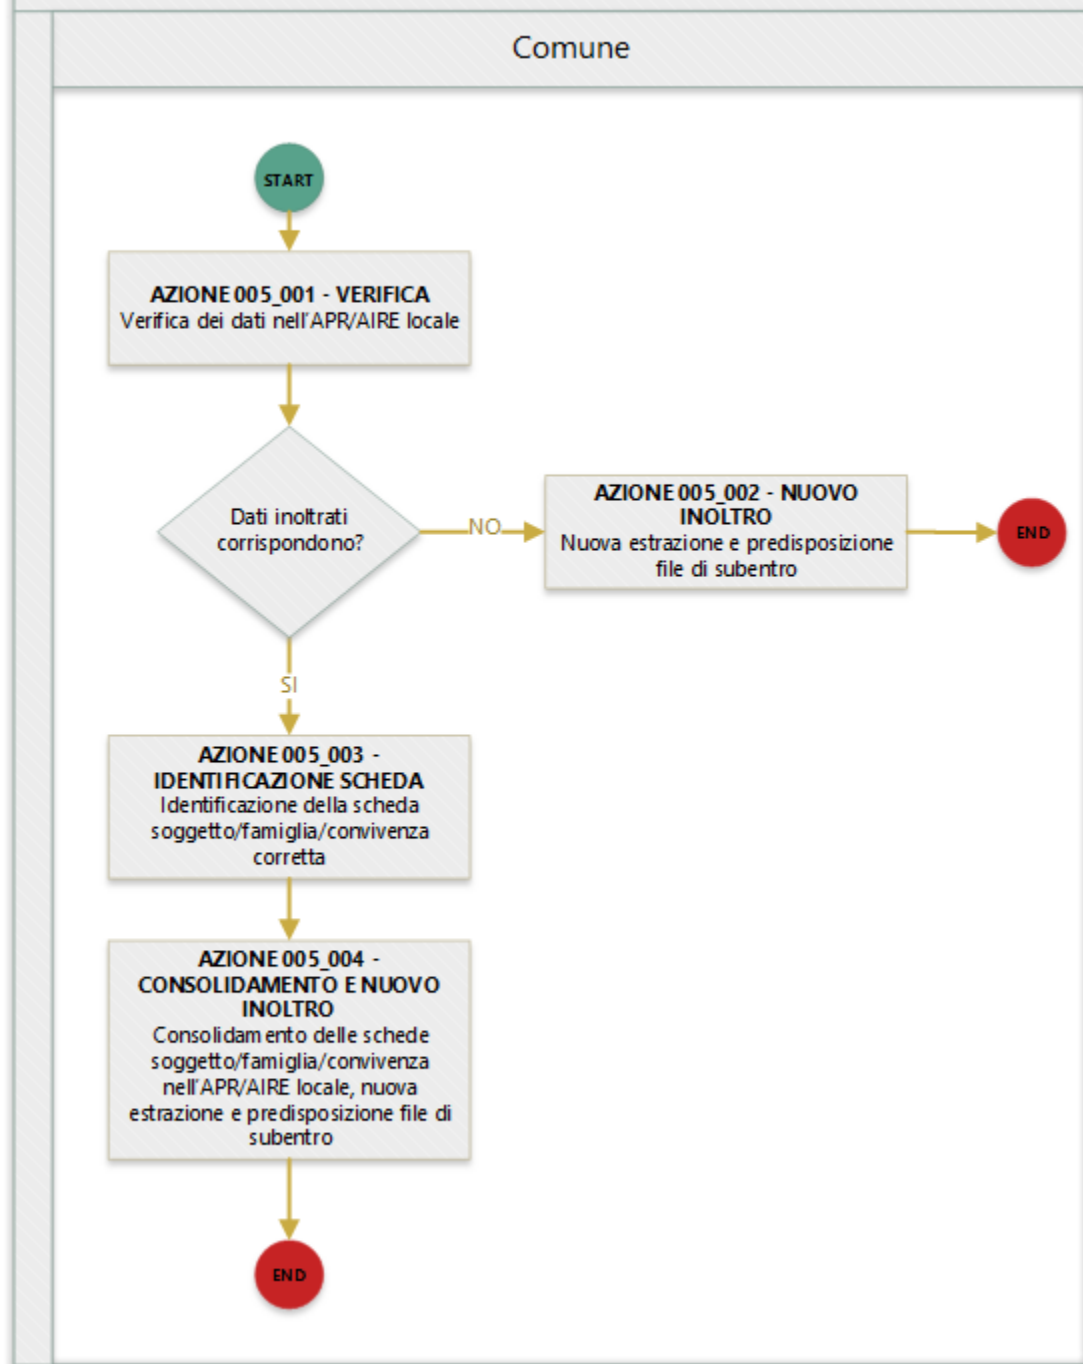 Comune
START
AZIONE 005_001 - VERIFICA
Verifica dei dati nell'APR/AIRE locale
Dati inoltrati
corrispondono?
NO
AZIONE 005_002 - NUOVO
INOLTRO
Nuova estrazione e predisposizione
file di subentro
END
SI
AZIONE 005_003 -
IDENTIFICAZIONE SCHEDA
Identificazione della scheda
soggetto/famiglia/convivenza
corretta
AZIONE 005_004 -
CONSOLIDAMENTO E NUOVO
INOLTRO
Consolidamento delle schede
soggetto/famiglia/convivenza
nell'APR/AIRE locale, nuova
estrazione e predisposizione file di
subentro
END